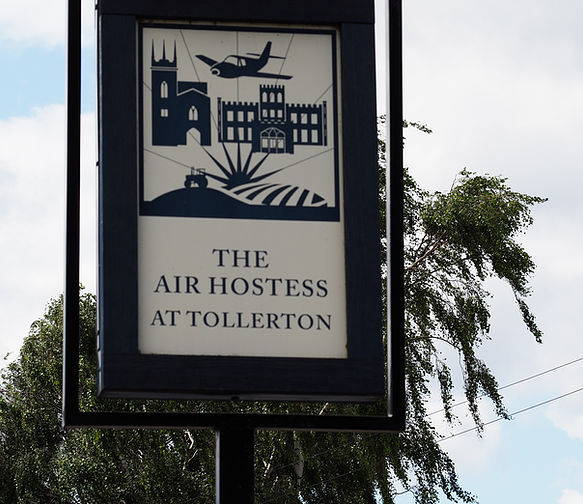 THE
AIR HOSTESS
AT TOLLERTON